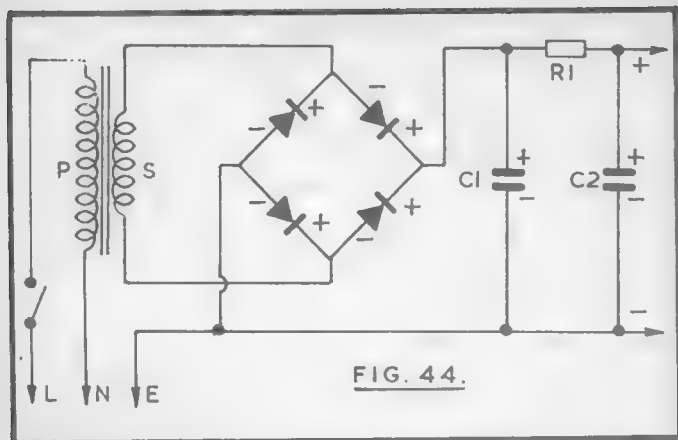 R1
+
P
S
- +
- +
- +
- +
C1
+
-
C2
+
-
-
FIG. 44.
L N E